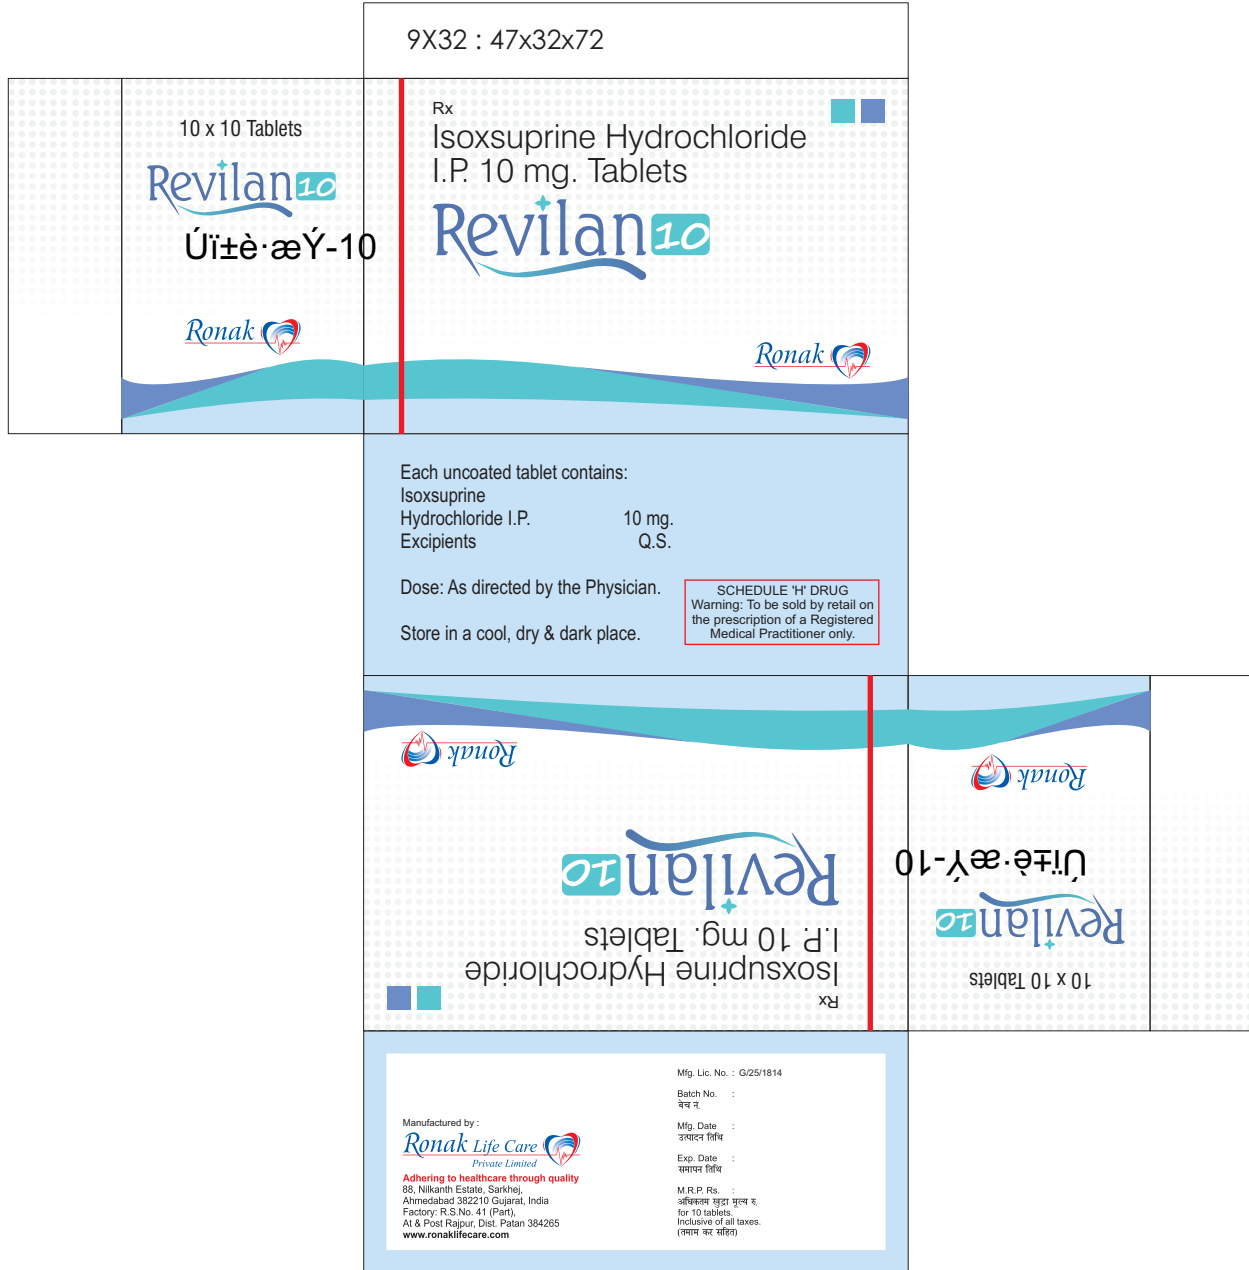 9X32 : 47x32x72
10 x 10 Tablets
Revilan 10
Úï±è·æÝ-10
Ronak
Rx
Isoxsuprine Hydrochloride
I.P. 10 mg. Tablets
Revilan 10
Ronak
Each uncoated tablet contains:
Isoxsuprine
Hydrochloride I.P. 10 mg.
Excipients Q.S.
Dose: As directed by the Physician.
Store in a cool, dry & dark place.
SCHEDULE 'H' DRUG
Warning: To be sold by retail on
the prescription of a Registered
Medical Practitioner only.
Rx
Isoxsuprine Hydrochloride
I.P. 10 mg. Tablets
Revilan 10
Ronak
10 x 10 Tablets
Revilan 10
Úï±è·æÝ-10
Ronak
Manufactured by :
Ronak Life Care
Private Limited
Adhering to healthcare through quality
88, Nilkanth Estate, Sarkhej,
Ahmedabad 382210 Gujarat, India
Factory: R.S.No. 41 (Part),
At & Post Rajpur, Dist. Patan 384265
www.ronaklifecare.com
Mfg. Lic. No. : G/25/1814
Batch No. :
बेच नं.
Mfg. Date :
उत्पादन तिथि
Exp. Date :
समापन तिथि
M.R.P. Rs. :
अधिकतम खुद्रा मूल्य रु.
for 10 tablets.
Inclusive of all taxes.
(तमाम कर सहित)